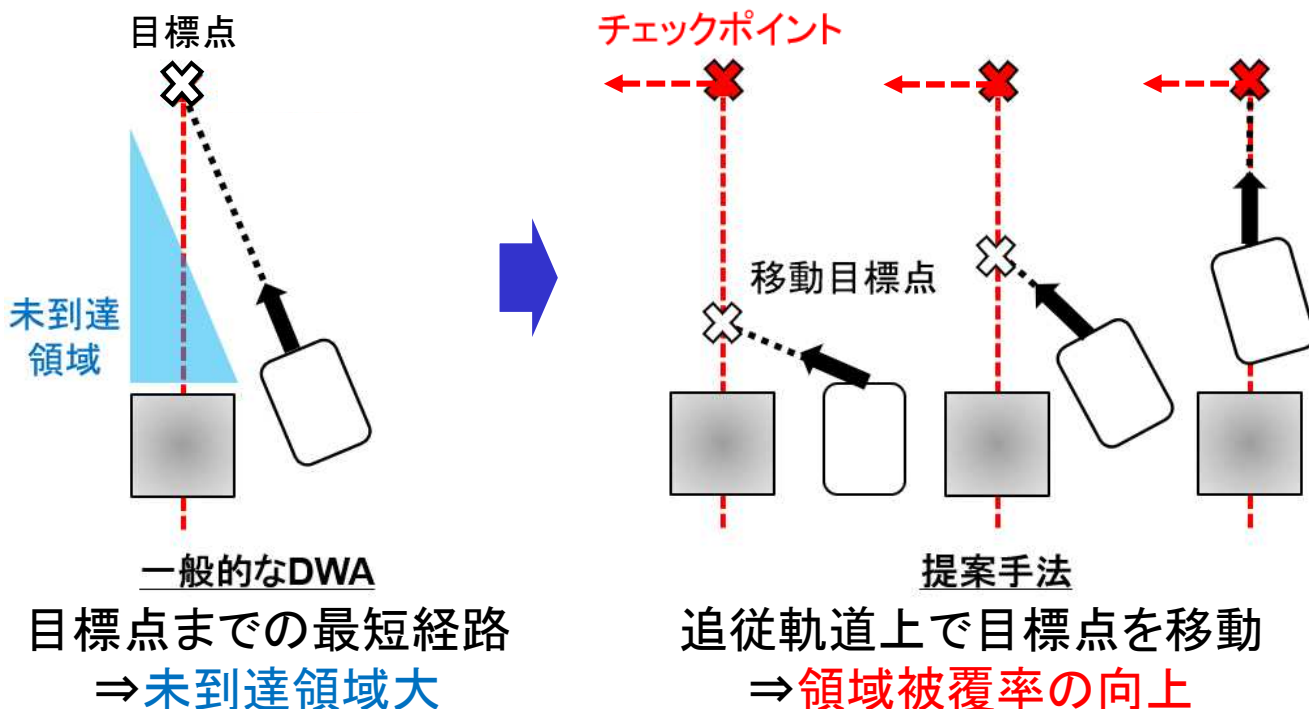 目標点
チェックポイント
移動目標点
未到達
領域
一般的なDWA
提案手法
目標点までの最短経路
⇒未到達領域大
追従軌道上で目標点を移動
⇒領域被覆率の向上